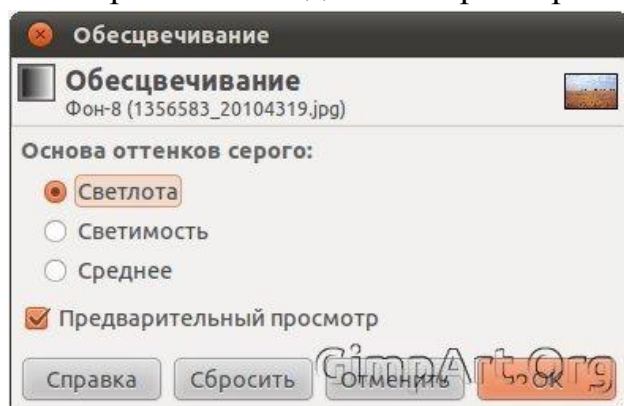 Обесцвечивание
Обесцвечивание
Фон-8 (1356583_20104319.jpg)
Основа оттенков серого:
Светлота
Светимость
Среднее
Предварительный просмотр
Справка Сбросить Отменить OK
GimpArt.Org